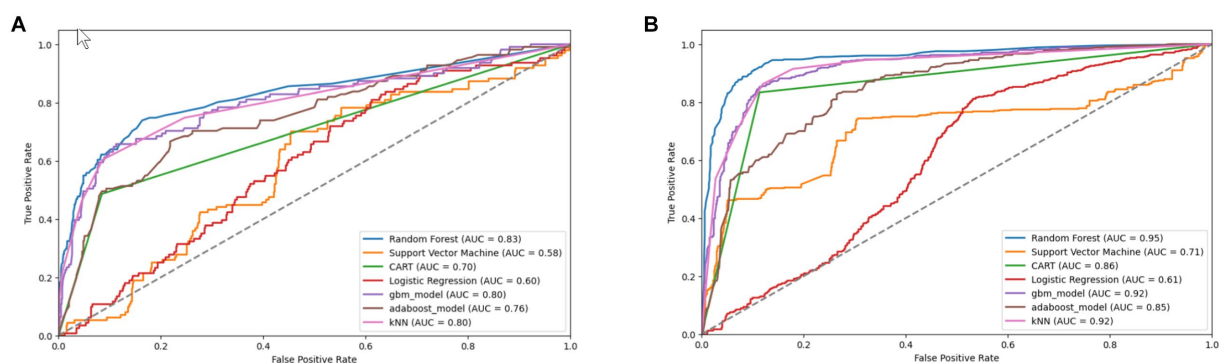 A
True Positive Rate
1.0
0.8
0.6
0.4
0.2
0.0
Random Forest (AUC = 0.83)
Support Vector Machine (AUC = 0.58)
CART (AUC = 0.70)
Logistic Regression (AUC = 0.60)
gbm_model (AUC = 0.80)
adaboost_model (AUC = 0.76)
kNN (AUC = 0.80)
0.0 0.2 0.4 0.6 0.8 1.0
False Positive Rate
B
True Positive Rate
1.0
0.8
0.6
0.4
0.2
0.0
Random Forest (AUC = 0.95)
Support Vector Machine (AUC = 0.71)
CART (AUC = 0.86)
Logistic Regression (AUC = 0.61)
gbm_model (AUC = 0.92)
adaboost_model (AUC = 0.85)
kNN (AUC = 0.92)
0.0 0.2 0.4 0.6 0.8 1.0
False Positive Rate